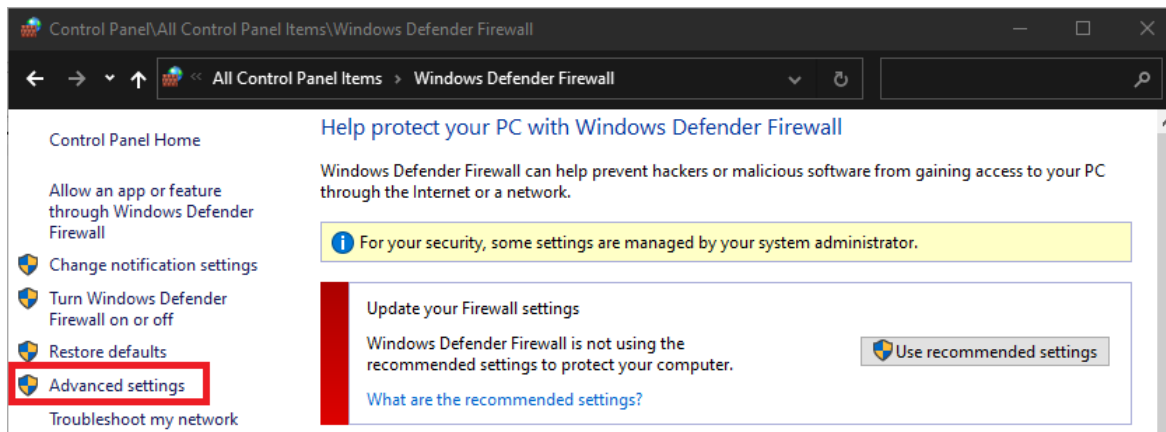 Control Panel\All Control Panel Items\Windows Defender Firewall
« All Control Panel Items > Windows Defender Firewall
Control Panel Home
Allow an app or feature
through Windows Defender
Firewall
Change notification settings
Turn Windows Defender
Firewall on or off
Restore defaults
Advanced settings
Troubleshoot my network
Help protect your PC with Windows Defender Firewall
Windows Defender Firewall can help prevent hackers or malicious software from gaining access to your PC
through the Internet or a network.
For your security, some settings are managed by your system administrator.
Update your Firewall settings
Windows Defender Firewall is not using the
recommended settings to protect your computer.
What are the recommended settings?
Use recommended settings